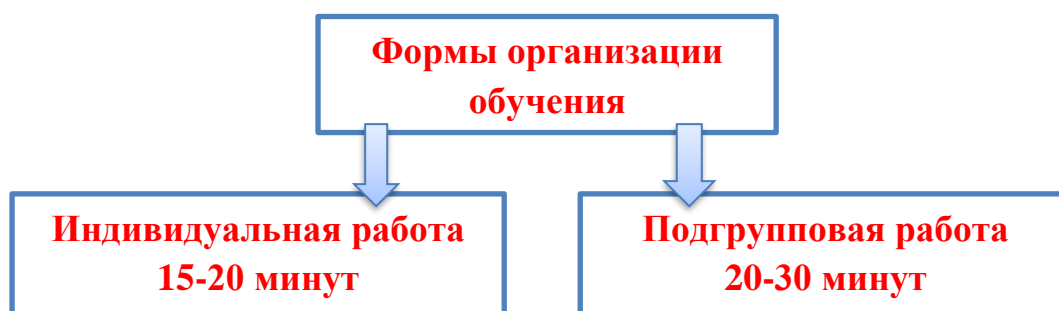 Формы организации
обучения
Индивидуальная работа
15-20 минут
Подгрупповая работа
20-30 минут